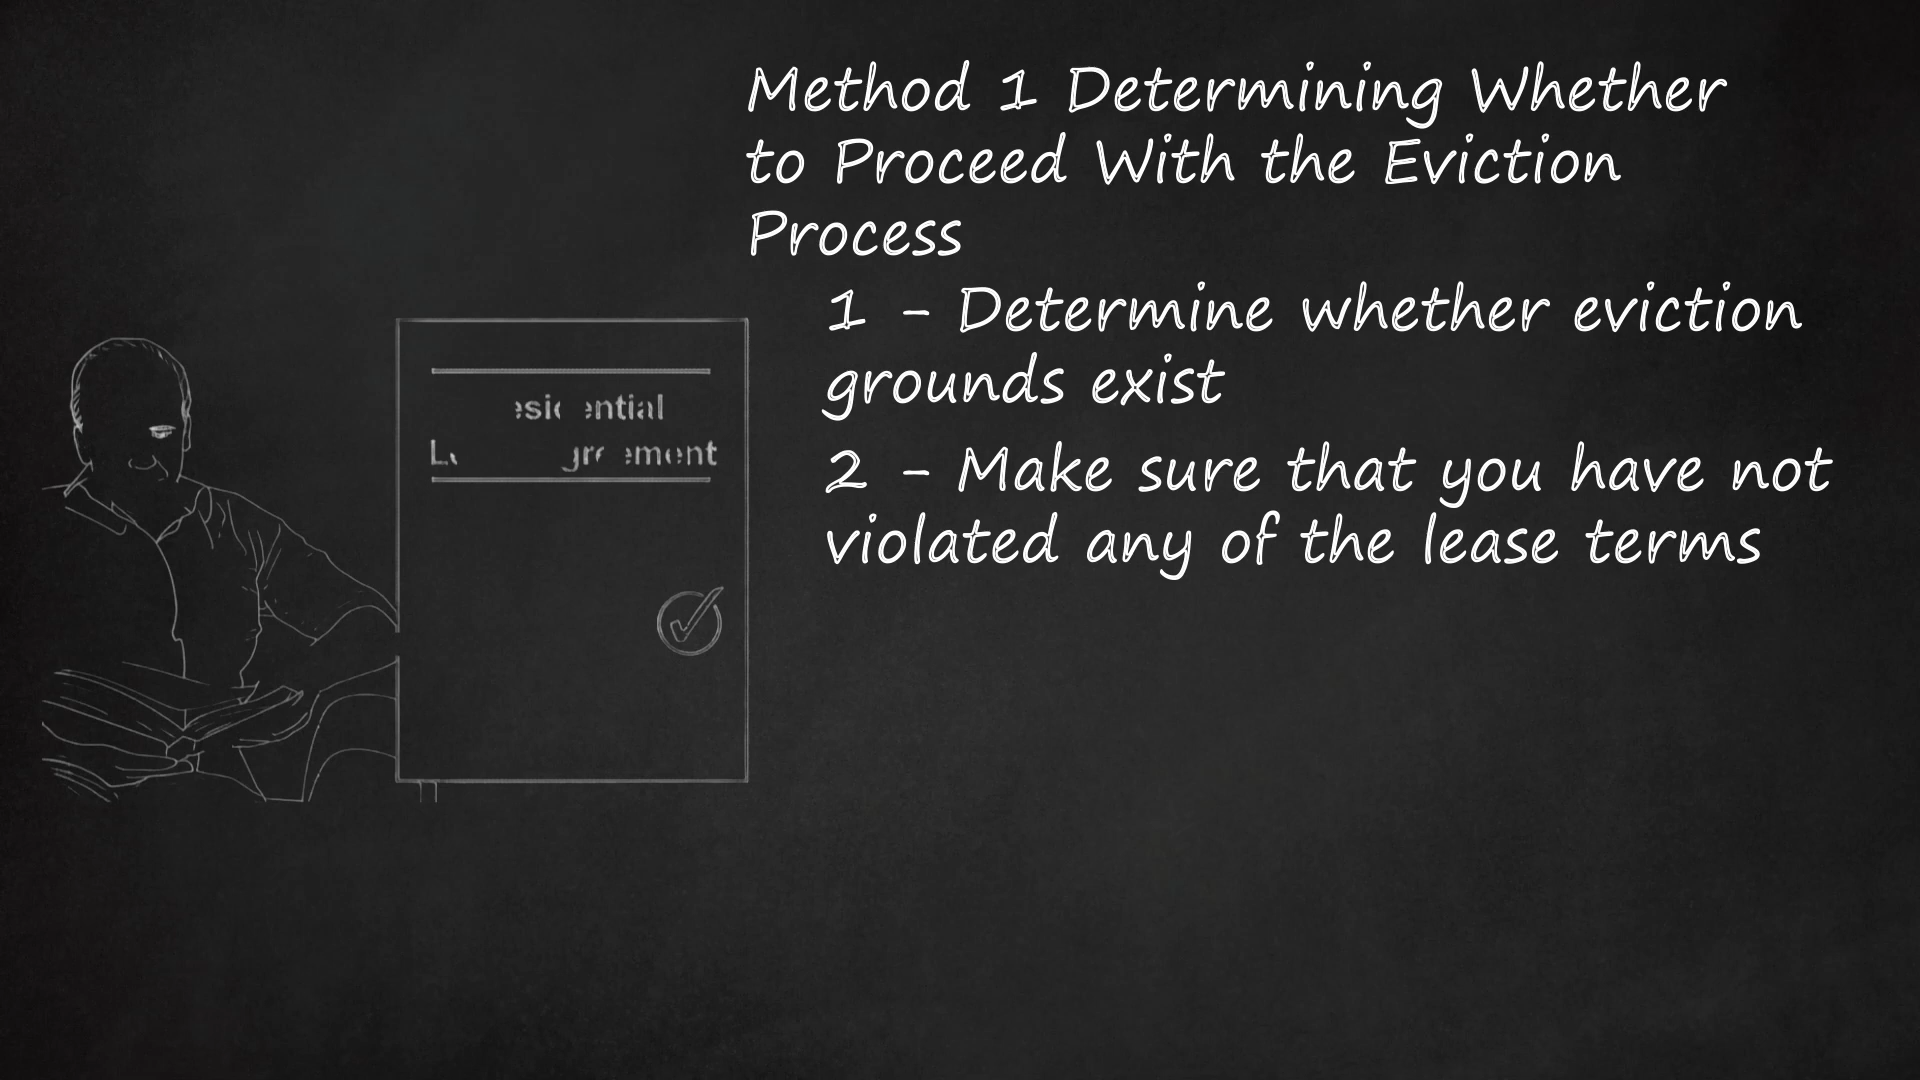 Method 1 Determining Whether
to Proceed With the Eviction
Process
1 - Determine whether eviction
grounds exist
2 - Make sure that you have not
violated any of the lease terms